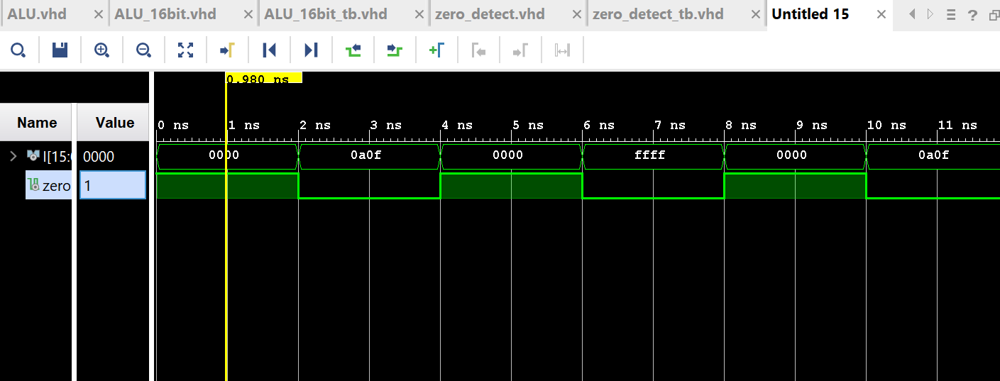 ALU.vhd ALU_16bit.vhd ALU_16bit_tb.vhd zero_detect.vhd zero_detect_tb.vhd Untitled 15
0.980 ns
Name Value
0 ns 1 ns 2 ns 3 ns 4 ns 5 ns 6 ns 7 ns 8 ns 9 ns 10 ns 11 ns
I[15:0 0000 0000 0a0f 0000 ffff 0000 0a0f
zero 1